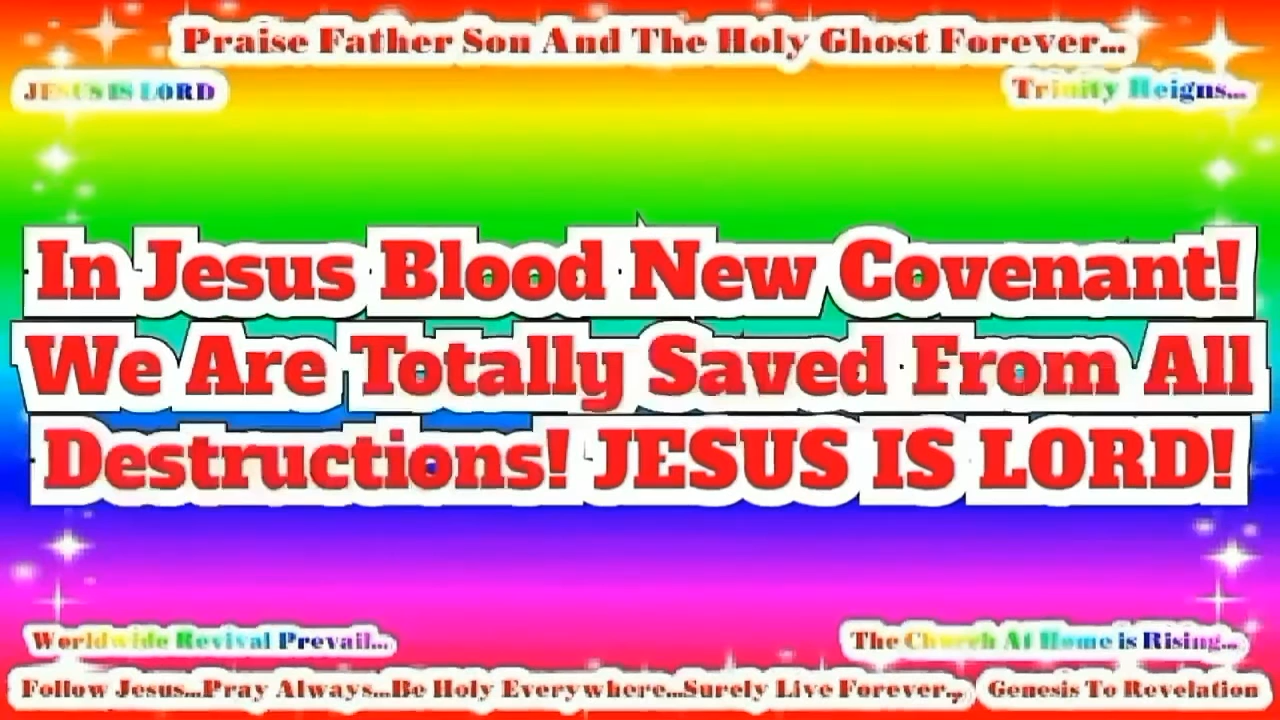 Praise Father Son And The Holy Ghost Forever...
JESUS IS LORD
Trinity Reigns...
In Jesus Blood New Covenant!
We Are Totally Saved From All
Destructions! JESUS IS LORD!
Worldwide Revival Prevail...
The Church At Home is Rising...
Follow Jesus...Pray Always...Be Holy Everywhere...Surely Live Forever..,
Genesis To Revelation